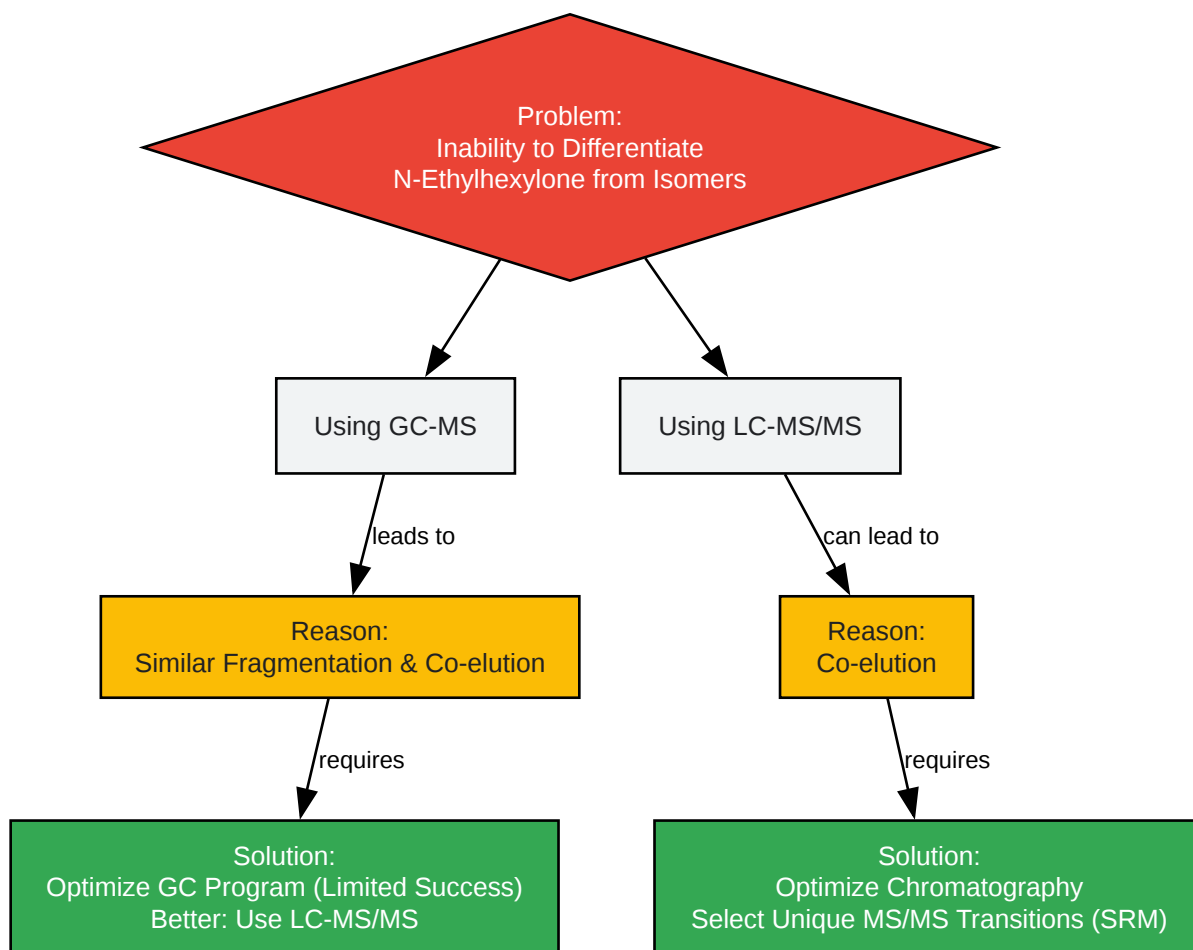 Problem:
Inability to Differentiate
N-Ethylhexylone from Isomers
Using GC-MS
Using LC-MS/MS
leads to
can lead to
Reason:
Similar Fragmentation & Co-elution
Reason:
Co-elution
requires
requires
Solution:
Optimize GC Program (Limited Success)
Better: Use LC-MS/MS
Solution:
Optimize Chromatography
Select Unique MS/MS Transitions (SRM)